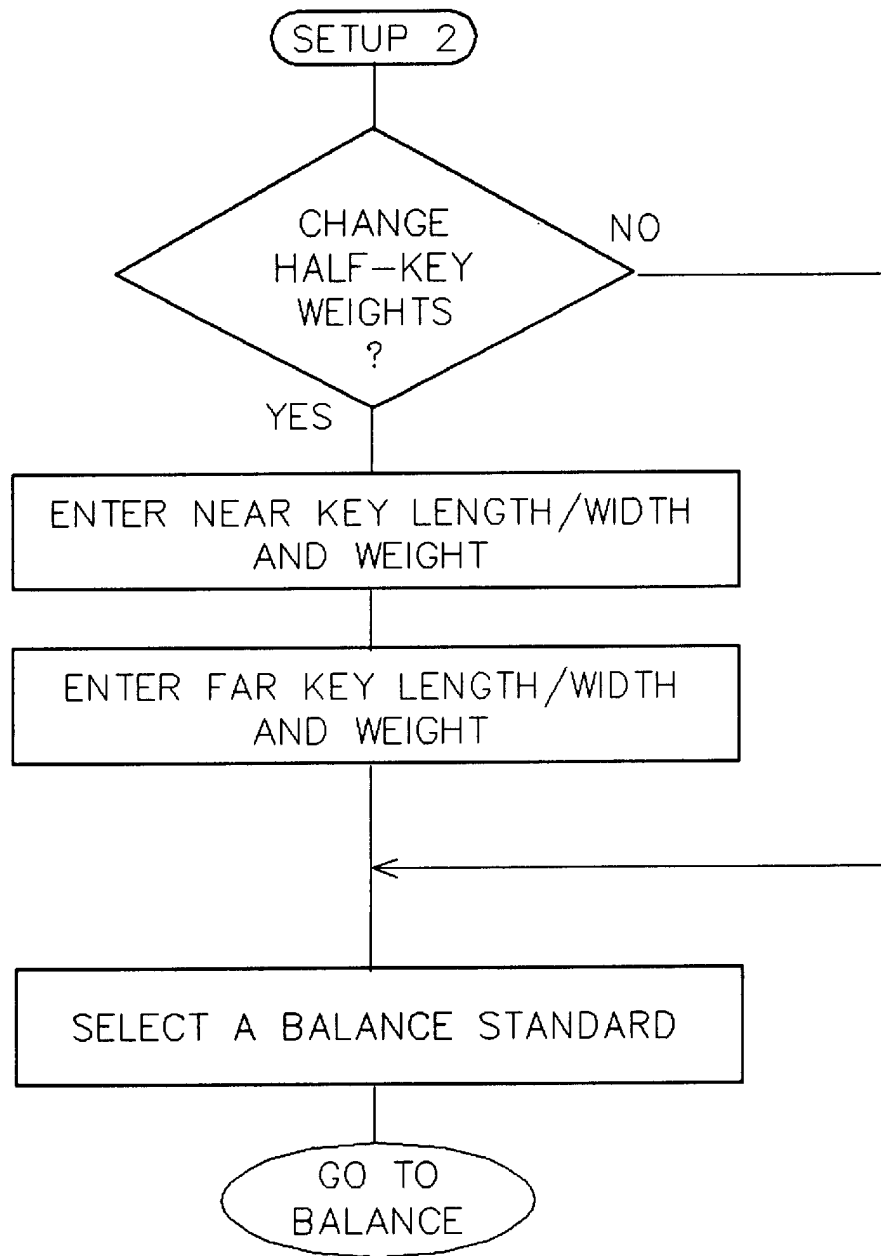 SETUP 2
CHANGE
HALF-KEY
WEIGHTS
?
NO
YES
ENTER NEAR KEY LENGTH/WIDTH
AND WEIGHT
ENTER FAR KEY LENGTH/WIDTH
AND WEIGHT
SELECT A BALANCE STANDARD
GO TO
BALANCE